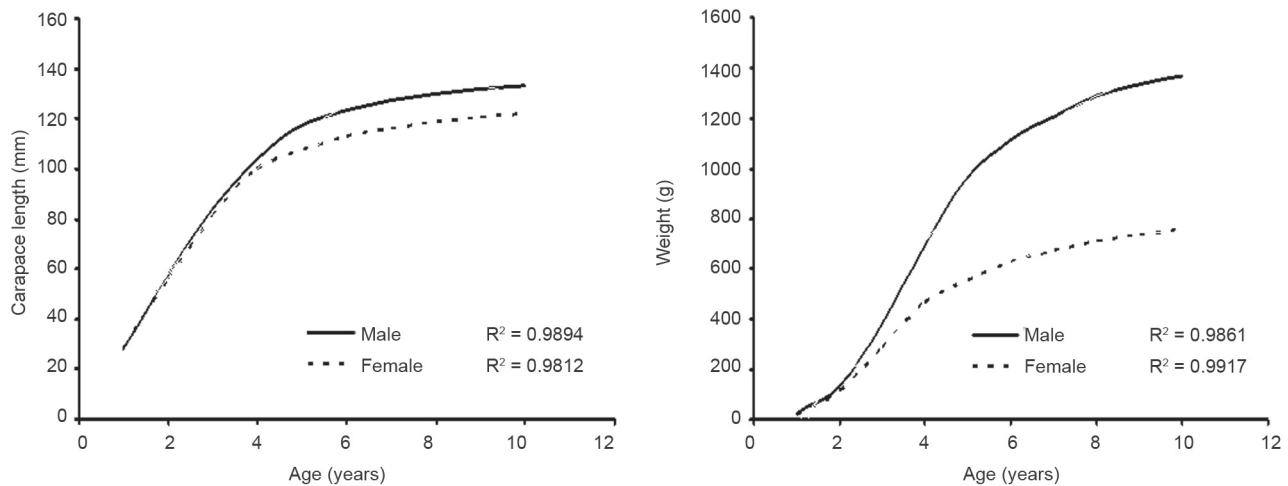 160
140
120
100
80
60
40
20
0
Carapace length (mm)
Male R² = 0.9894
Female R² = 0.9812
0 2 4 6 8 10 12
Age (years)
1600
1400
1200
1000
800
600
400
200
0
Weight (g)
Male R² = 0.9861
Female R² = 0.9917
0 2 4 6 8 10 12
Age (years)